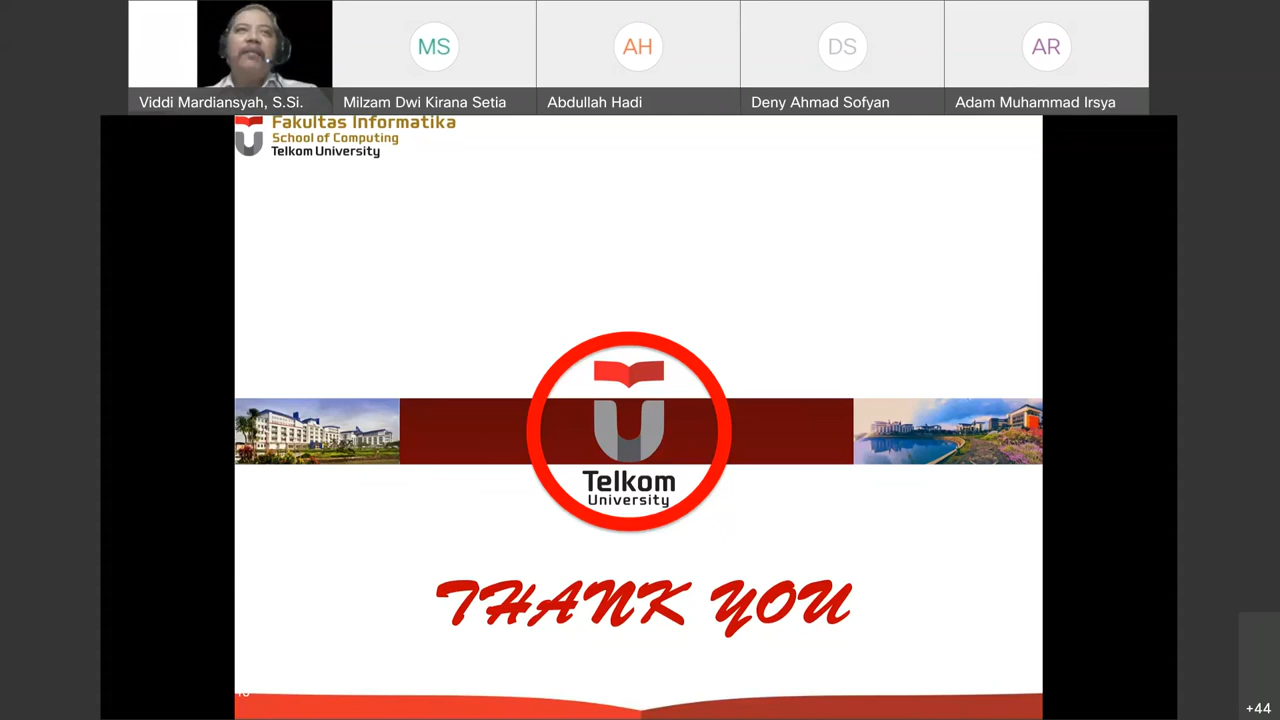 MS
AH
DS
AR
Viddi Mardiansyah, S.Si.
Milzam Dwi Kirana Setia
Abdullah Hadi
Deny Ahmad Sofyan
Adam Muhammad Irsya
Fakultas Informatika
School of Computing
Telkom University
Telkom
University
THANK YOU
+44